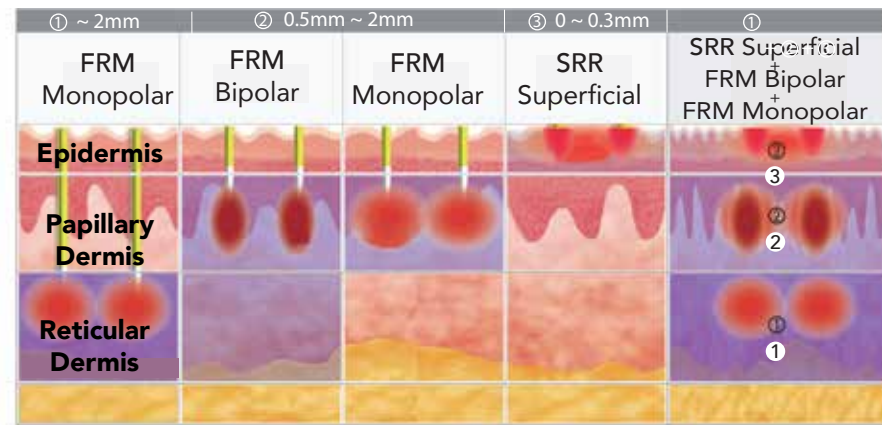 ① ~ 2mm
② 0.5mm ~ 2mm
③ 0 ~ 0.3mm
①
FRM
Monopolar
FRM
Bipolar
FRM
Monopolar
SRR
Superficial
SRR Superficial
+
FRM Bipolar
+
FRM Monopolar
Epidermis
②
③
Papillary
Dermis
②
②
Reticular
Dermis
①
①